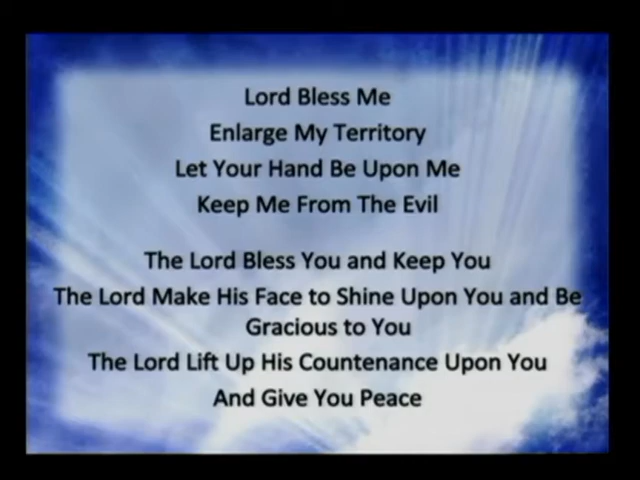 Lord Bless Me
Enlarge My Territory
Let Your Hand Be Upon Me
Keep Me From The Evil
The Lord Bless You and Keep You
The Lord Make His Face to Shine Upon You and Be
Gracious to You
The Lord Lift Up His Countenance Upon You
And Give You Peace